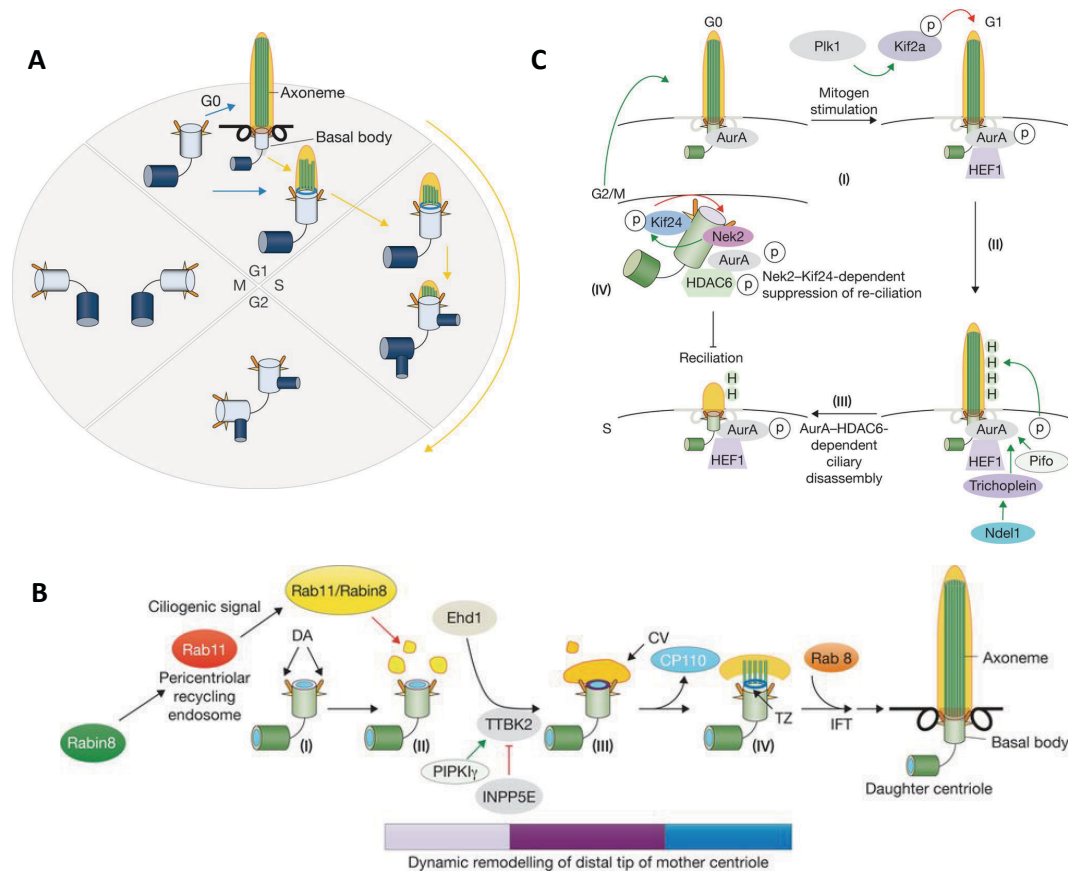 A
G0
Axoneme
Basal body
G1
M
S
G2
C
G0
Plk1
Kif2a
p
G1
Mitogen
stimulation
AurA
AurA
p
HEF1
(I)
G2/M
p
Kif24
Nek2
AurA
p
HDAC6
p
Nek2–Kif24-dependent
suppression of re-ciliation
(IV)
(II)
Reciliation
H
H
S
AurA
p
HEF1
(III)
AurA–HDAC6-
dependent
ciliary
disassembly
H
H
H
H
AurA
p
HEF1
Pifo
Trichoplein
Ndel1
B
Ciliogenic signal
Rab11/Rabin8
Rab11
Pericentriolar
recycling
endosome
Rabin8
DA
(I)
(II)
Ehd1
TTBK2
PIPKIγ
INPP5E
CV
(III)
CP110
TZ
(IV)
Rab 8
IFT
Axoneme
Basal body
Daughter centriole
Dynamic remodelling of distal tip of mother centriole